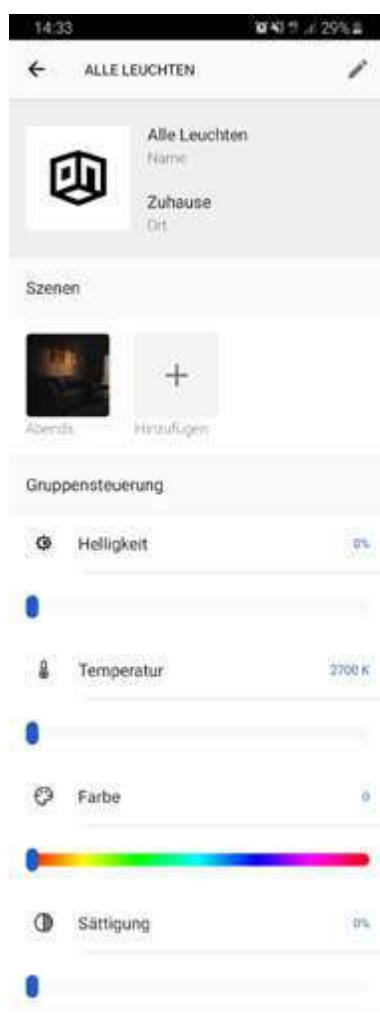 14:33 29%
ALLE LEUCHTEN
Alle Leuchten
Name
Zuhause
Ort
Szenen
Abends Hinzufügen
Gruppensteuerung
Helligkeit 0%
Temperatur 2700 K
Farbe 0
Sättigung 0%